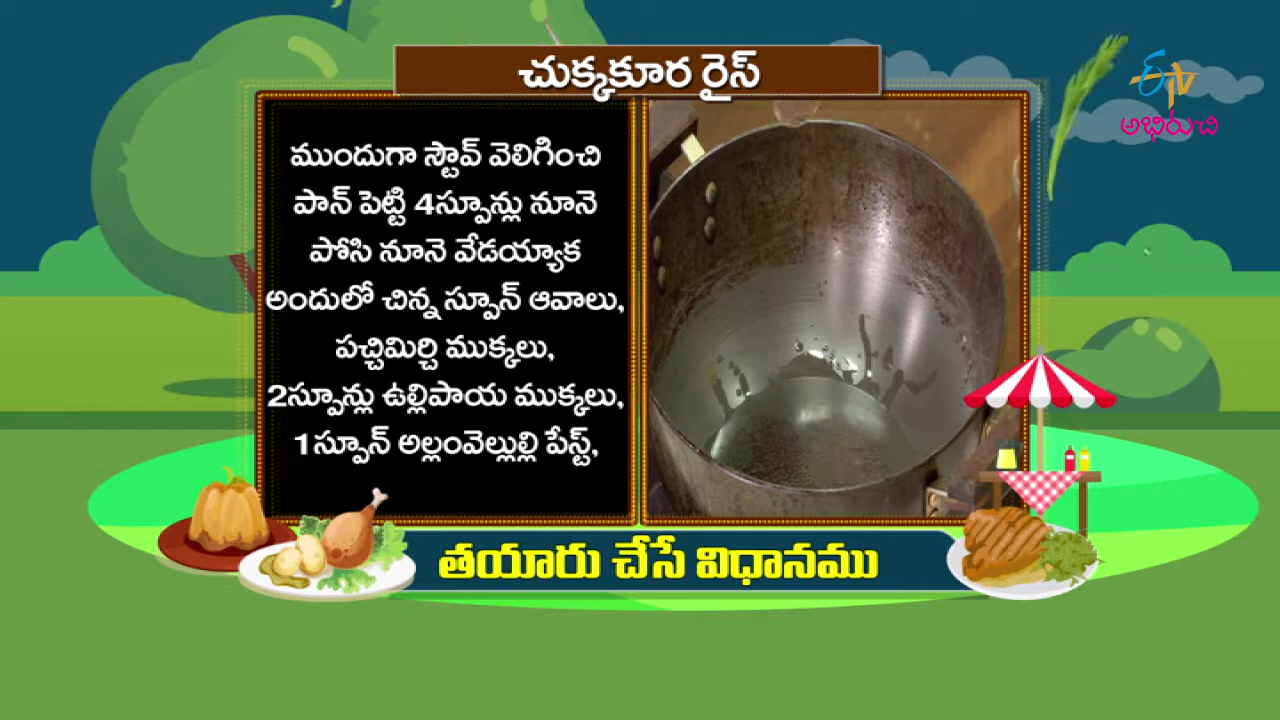 చుక్కకూర రైస్
ETV
అభిరుచి
ముందుగా స్టౌవ్ వెలిగించి
పాన్ పెట్టి 4స్పూన్లు నూనె
పోసి నూనె వేడయ్యాక
అందులో చిన్న స్పూన్ ఆవాలు,
పచ్చిమిర్చి ముక్కలు,
2స్పూన్లు ఉల్లిపాయ ముక్కలు,
1స్పూన్ అల్లంవెల్లుల్లి పేస్ట్,
తయారు చేసే విధానము